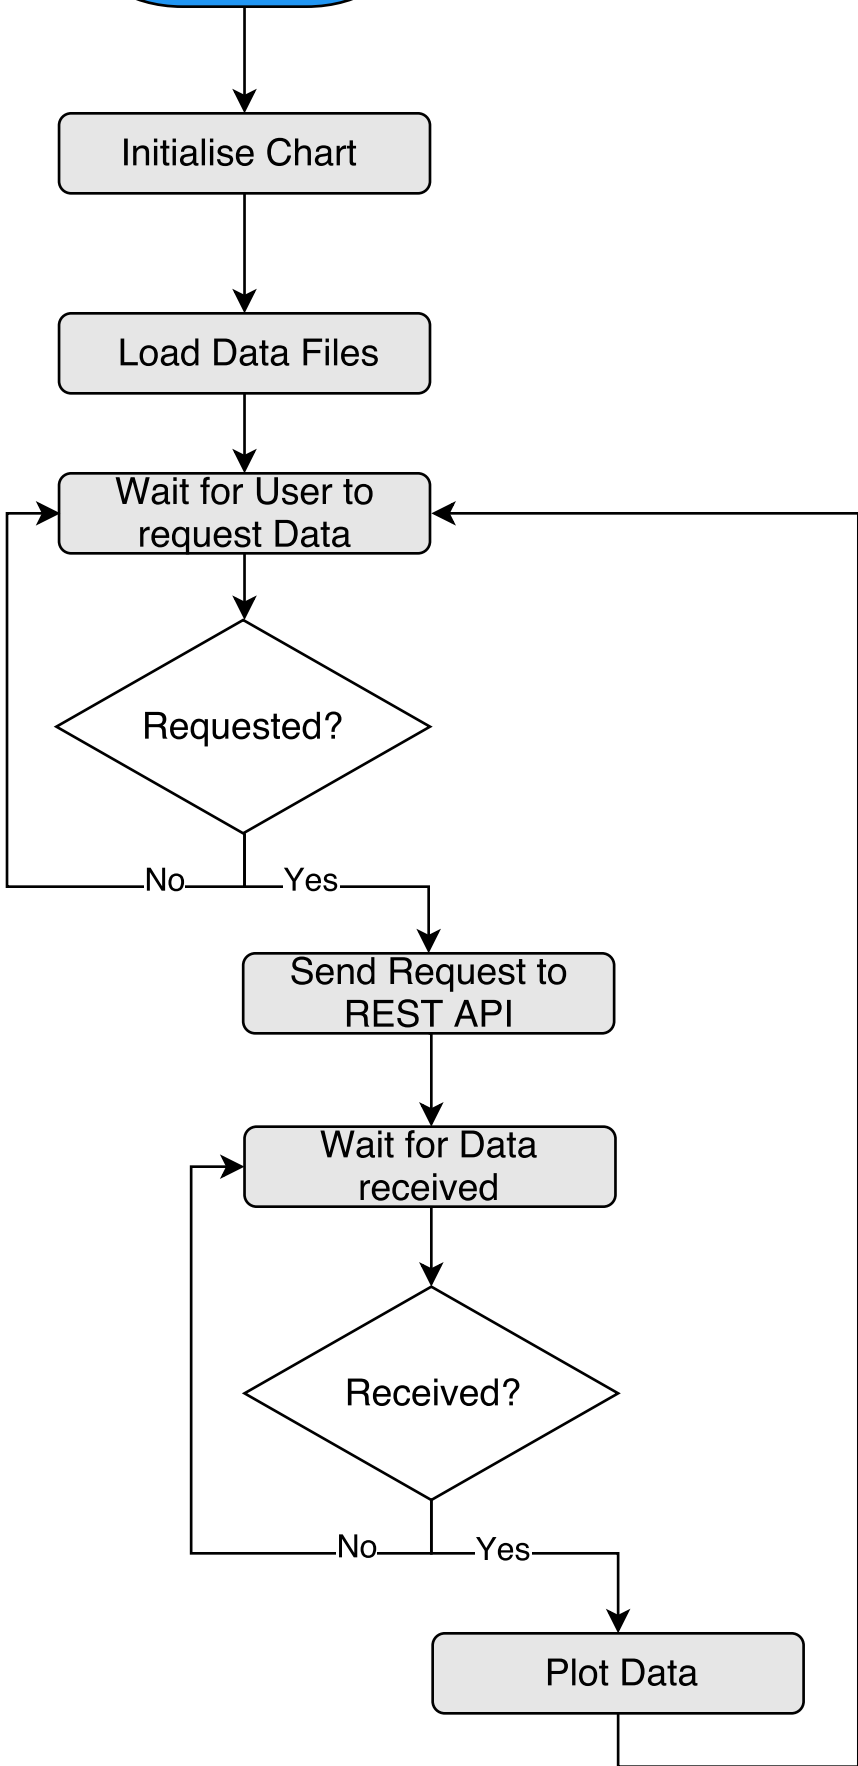 Initialise Chart
Load Data Files
Wait for User to
request Data
Requested?
No
Yes
Send Request to
REST API
Wait for Data
received
Received?
No
Yes
Plot Data